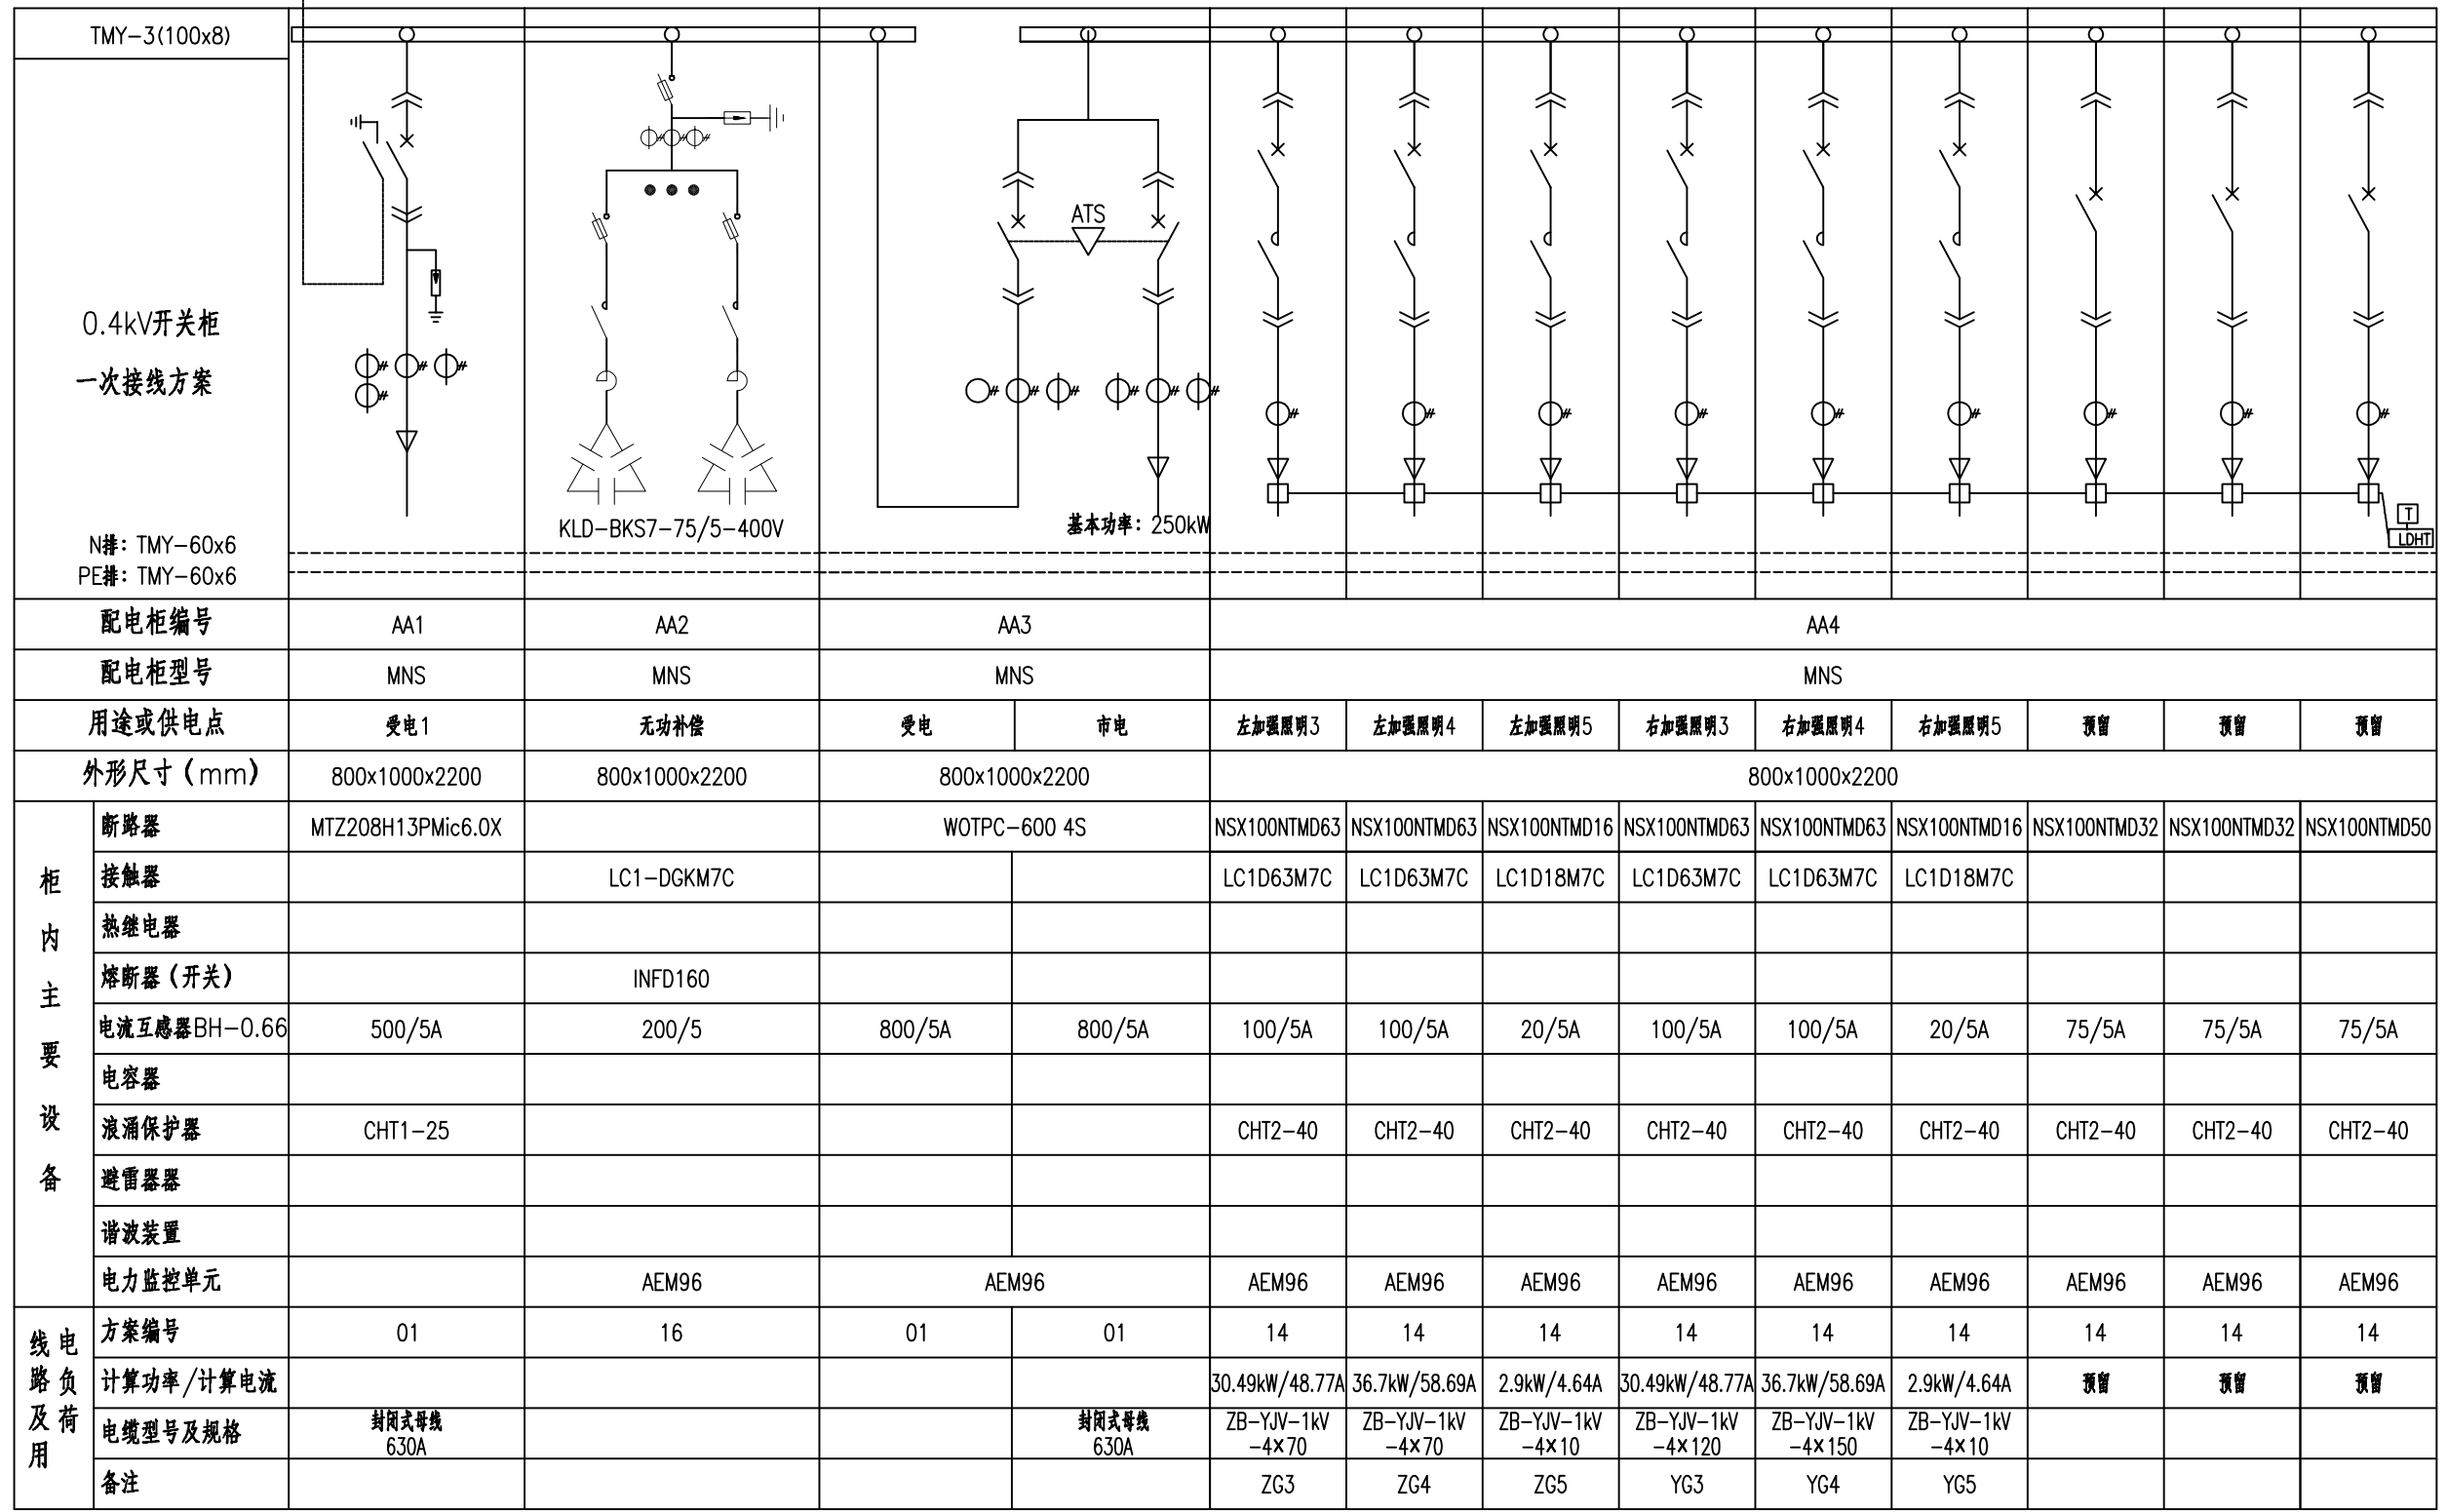 TMY-3(100x8)
ATS
0.4kV开关柜
一次接线方案
KLD-BKS7-75/5-400V
基本功率：250kW
T
LDHT
N排：TMY-60x6
PE排：TMY-60x6
配电柜编号 AA1 AA2 AA3 AA4
配电柜型号 MNS MNS MNS MNS
用途或供电点 受电1 无功补偿 受电 市电 左加强照明3 左加强照明4 左加强照明5 右加强照明3 右加强照明4 右加强照明5 预留 预留 预留
外形尺寸（mm） 800x1000x2200 800x1000x2200 800x1000x2200 800x1000x2200
柜内主要设备
断路器 MTZ208H13PMic6.0X WOTPC-600 4S NSX100NTMD63 NSX100NTMD63 NSX100NTMD16 NSX100NTMD63 NSX100NTMD63 NSX100NTMD16 NSX100NTMD32 NSX100NTMD32 NSX100NTMD50
接触器 LC1-DGKM7C LC1D63M7C LC1D63M7C LC1D18M7C LC1D63M7C LC1D63M7C LC1D18M7C
热继电器
熔断器（开关） INFD160
电流互感器BH-0.66 500/5A 200/5 800/5A 800/5A 100/5A 100/5A 20/5A 100/5A 100/5A 20/5A 75/5A 75/5A 75/5A
电容器
浪涌保护器 CHT1-25 CHT2-40 CHT2-40 CHT2-40 CHT2-40 CHT2-40 CHT2-40 CHT2-40 CHT2-40 CHT2-40
避雷器器
谐波装置
电力监控单元 AEM96 AEM96 AEM96 AEM96 AEM96 AEM96 AEM96 AEM96 AEM96 AEM96 AEM96
线路及用
电负荷
方案编号 01 16 01 01 14 14 14 14 14 14 14 14 14
计算功率/计算电流 30.49kW/48.77A 36.7kW/58.69A 2.9kW/4.64A 30.49kW/48.77A 36.7kW/58.69A 2.9kW/4.64A 预留 预留 预留
电缆型号及规格 封闭式母线 封闭式母线 ZB-YJV-1kV ZB-YJV-1kV ZB-YJV-1kV ZB-YJV-1kV ZB-YJV-1kV ZB-YJV-1kV
630A 630A -4×70 -4×70 -4×10 -4×120 -4×150 -4×10
备注 ZG3 ZG4 ZG5 YG3 YG4 YG5